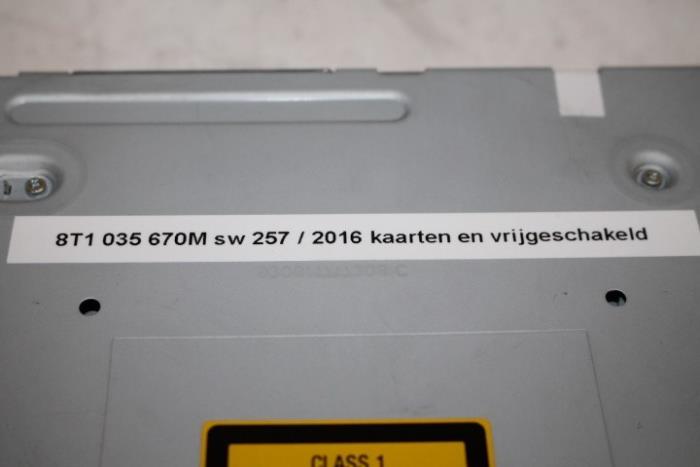 8T1 035 670M sw 257 / 2016 kaarten en vrijgeschakeld
CLASS 1